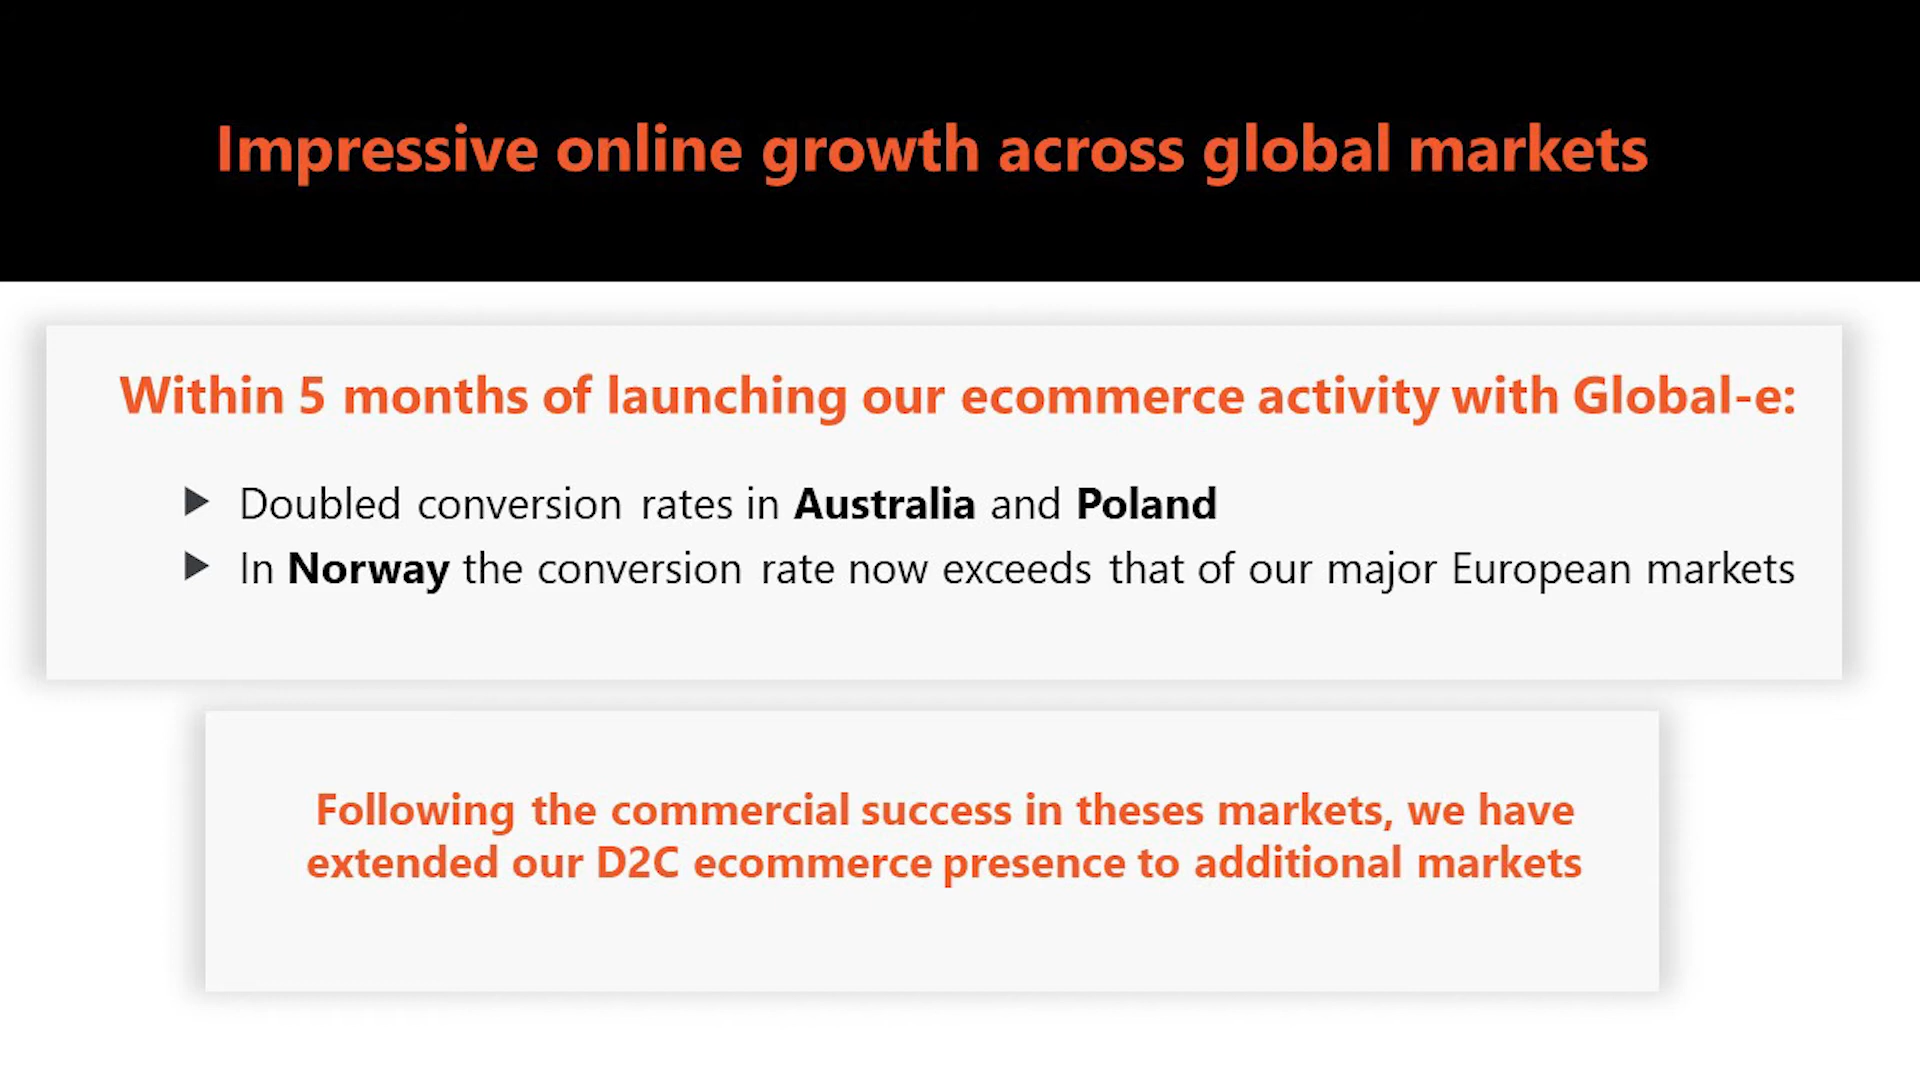 Impressive online growth across global markets
Within 5 months of launching our ecommerce activity with Global-e:
Doubled conversion rates in Australia and Poland
In Norway the conversion rate now exceeds that of our major European markets
Following the commercial success in theses markets, we have
extended our D2C ecommerce presence to additional markets